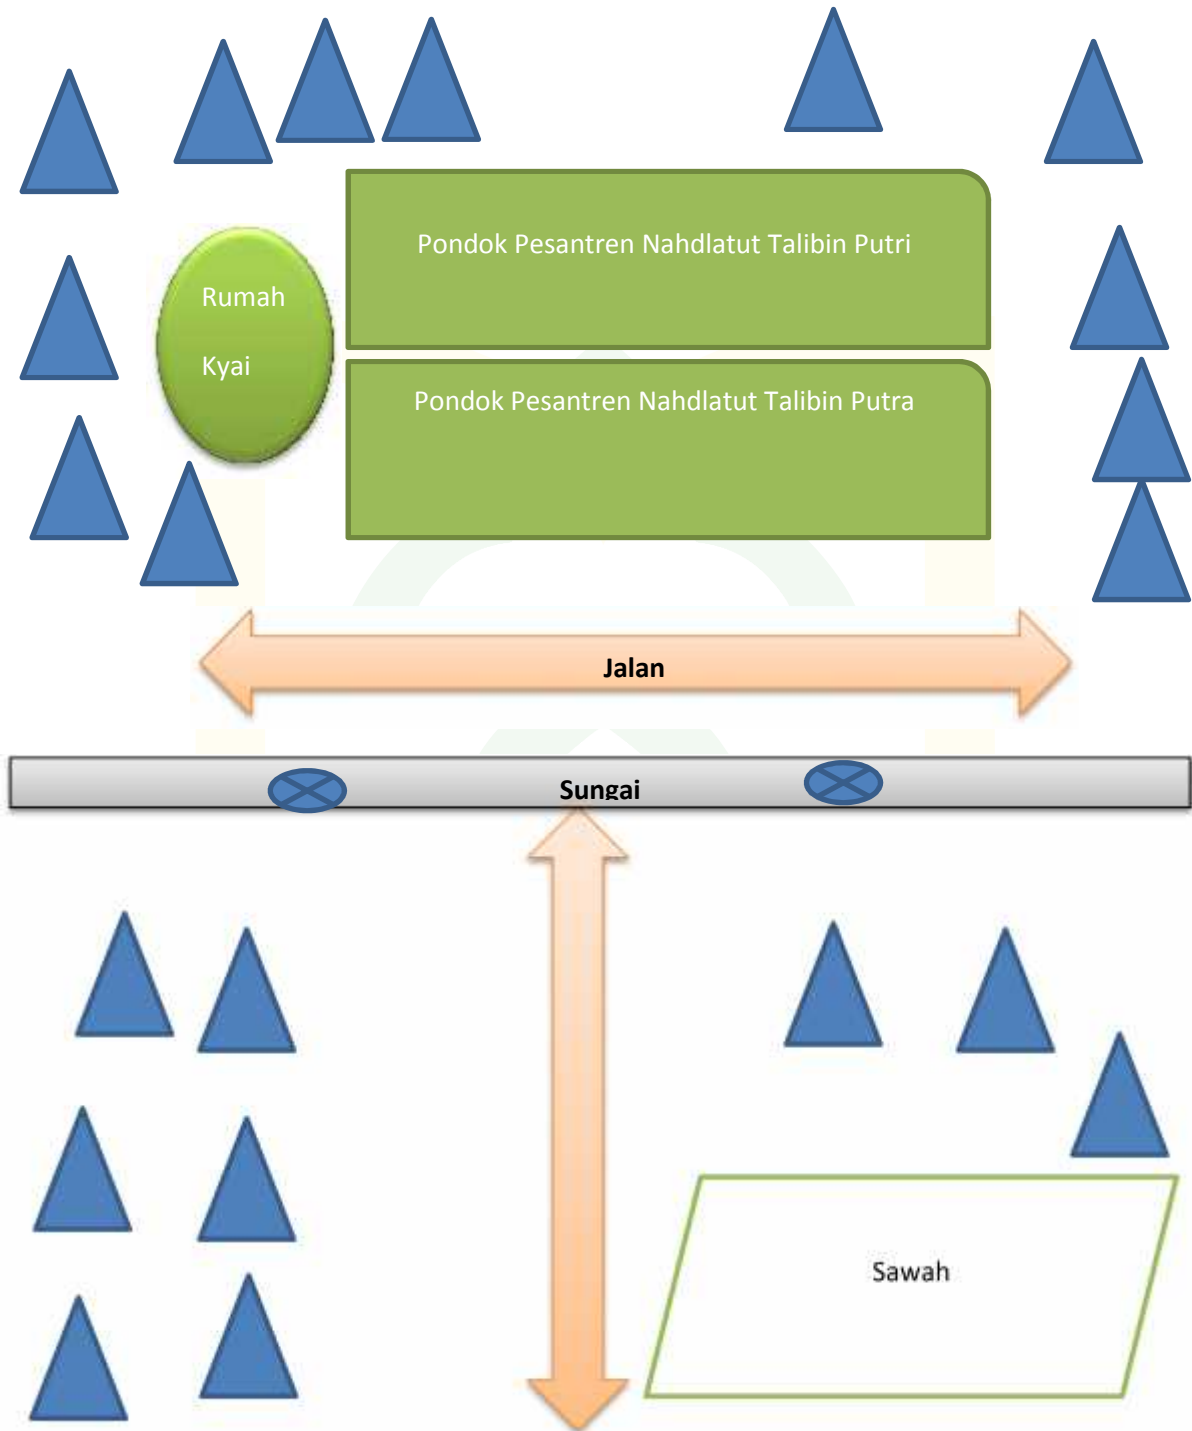 Pondok Pesantren Nahdlatut Talibin Putri
Rumah
Kyai
Pondok Pesantren Nahdlatut Talibin Putra
Jalan
Sungai
Sawah